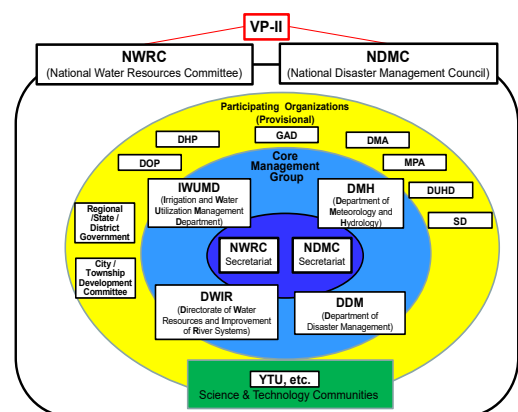 VP-II
NWRC
(National Water Resources Committee)
NDMC
(National Disaster Management Council)
Participating Organizations
(Provisional)
GAD
DHP
DMA
DOP
MPA
Core
Management
Group
IWUMD
(Irrigation and Water
Utilization Management
Department)
DMH
(Department of
Meteorology and
Hydrology)
DUHD
SD
Regional
/State /
District
Government
NWRC
Secretariat
NDMC
Secretariat
City /
Township
Development
Committee
DWIR
(Directorate of Water
Resources and Improvement
of River Systems)
DDM
(Department of
Disaster Management)
YTU, etc.
Science & Technology Communities